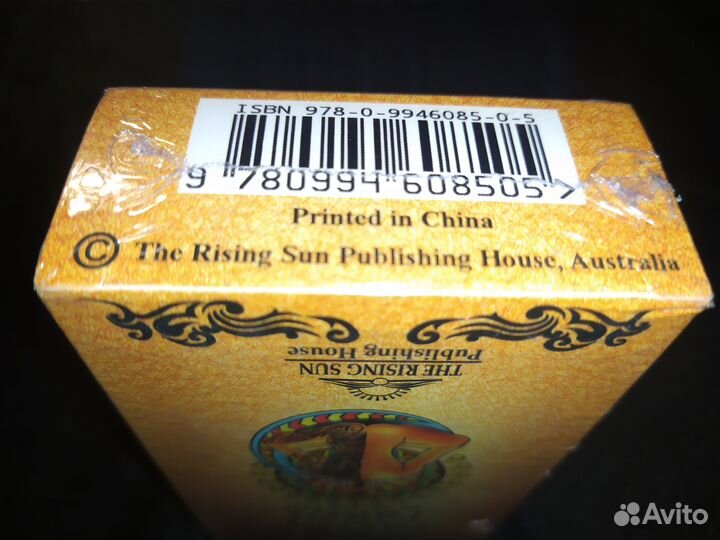 ISBN 978-0-9946085-0-5
9 780994 608505 >
Printed in China
© The Rising Sun Publishing House, Australia
THE RISING SUN
Publishing House
Avito